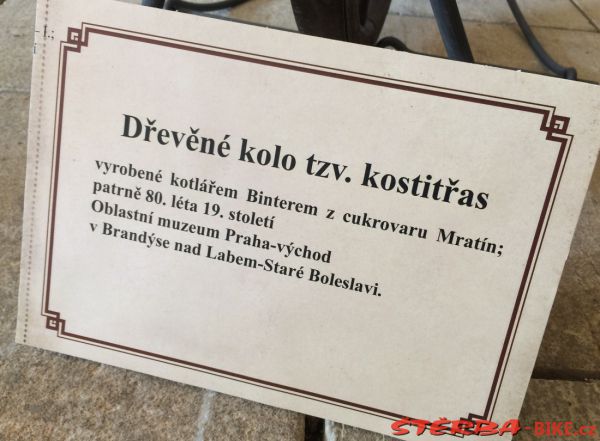 Dřevěné kolo tzv. kostitřas
vyrobené kotlářem Binterem z cukrovaru Mratín;
patrně 80. léta 19. století
Oblastní muzeum Praha-východ
v Brandýse nad Labem-Staré Boleslavi.
ŠTĚRBA-BIKE.cz